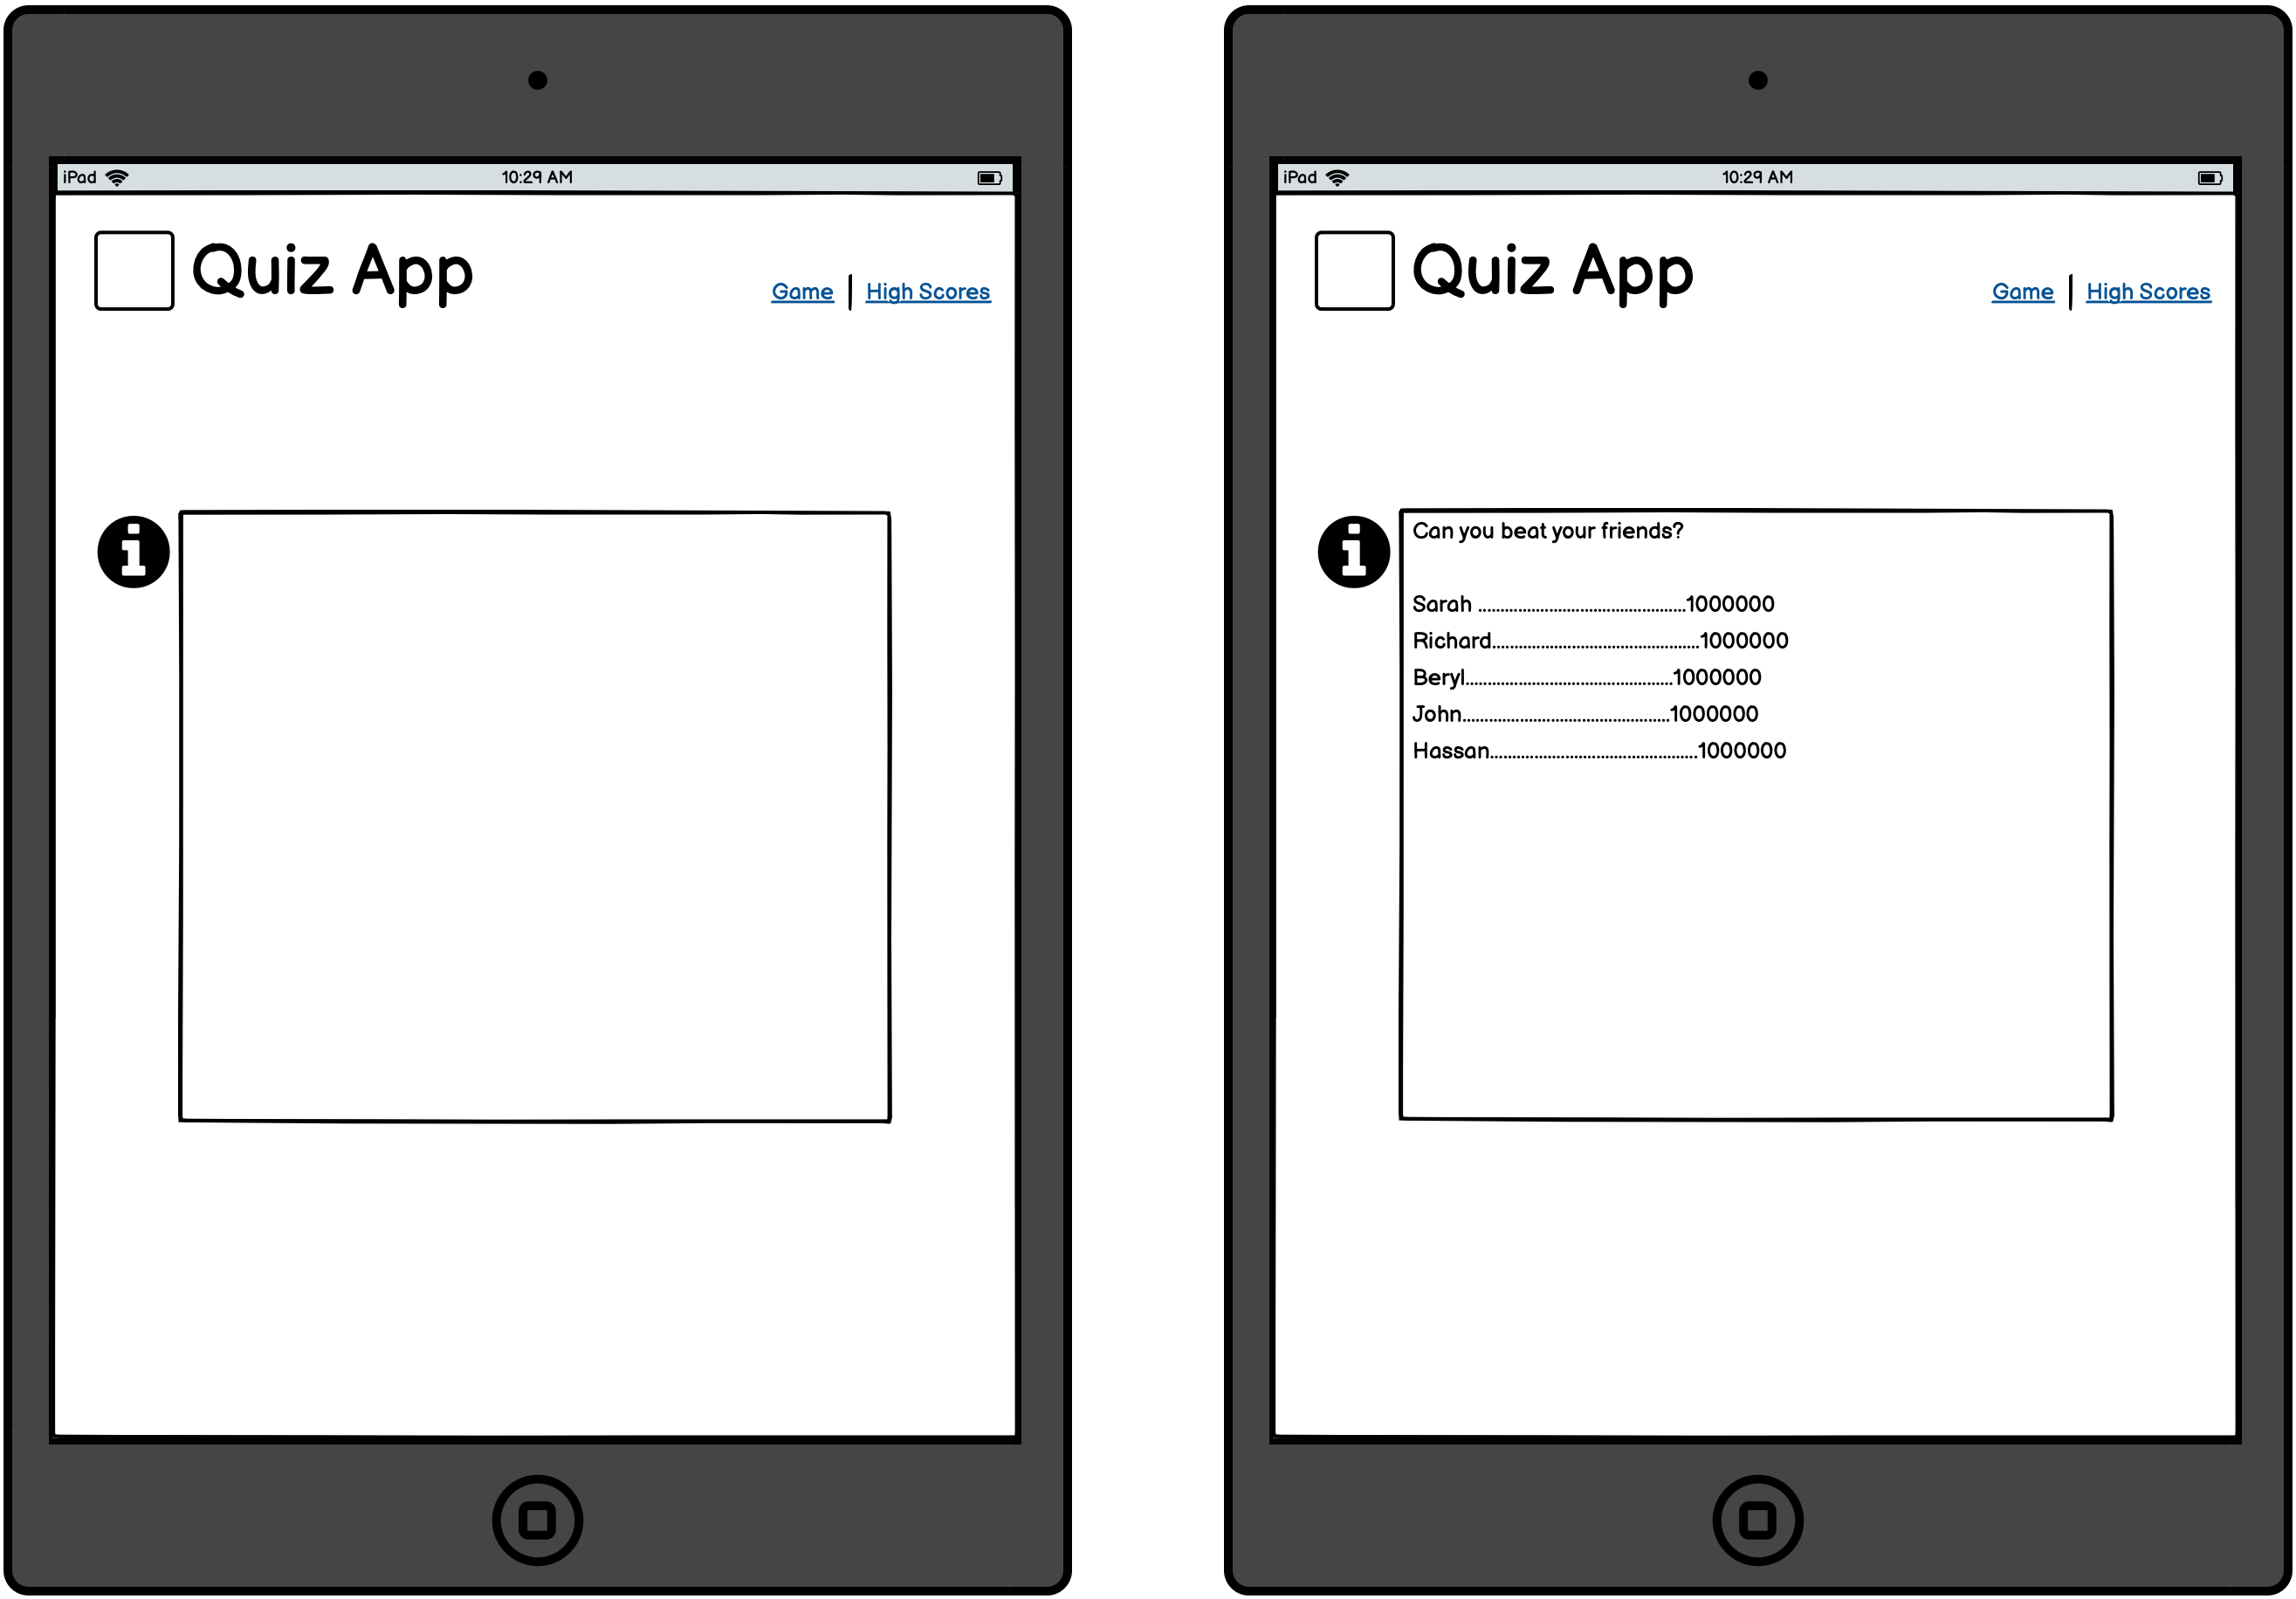 iPad 10:29 AM
Quiz App
Game | High Scores
iPad 10:29 AM
Quiz App
Game | High Scores
Can you beat your friends?
Sarah ...............................................1000000
Richard...............................................1000000
Beryl...............................................1000000
John...............................................1000000
Hassan...............................................1000000